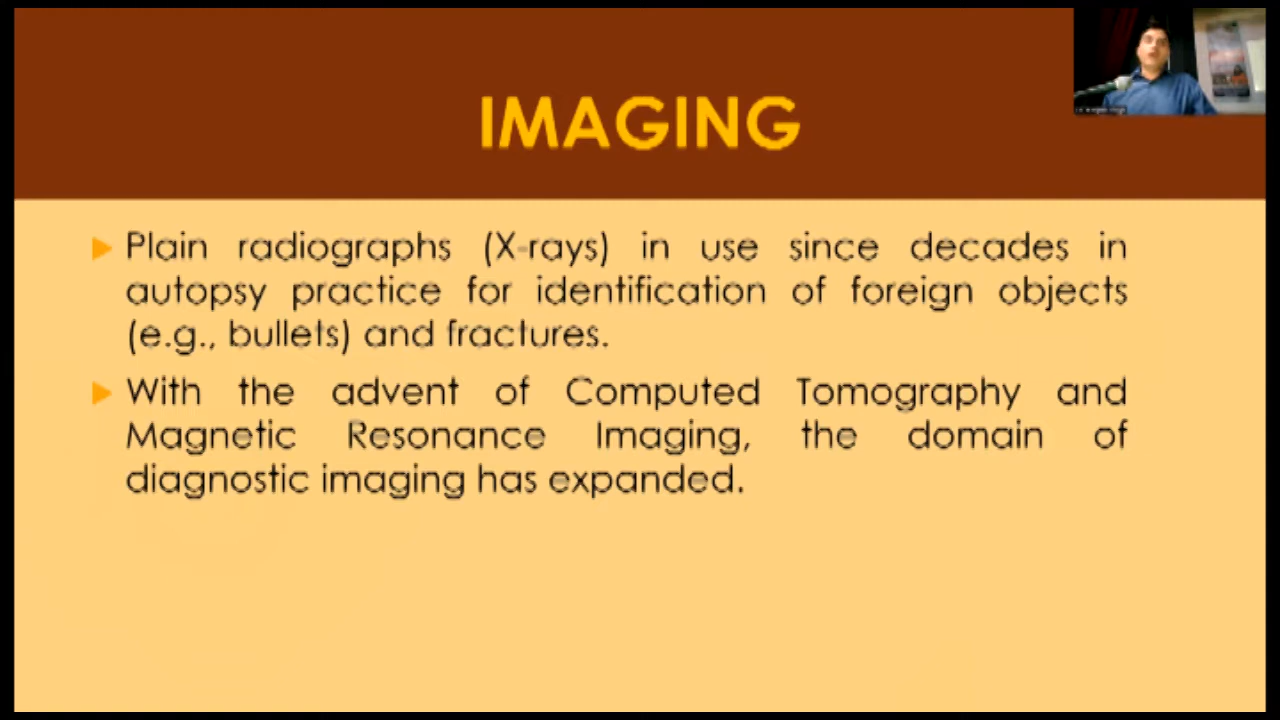 IMAGING
Plain radiographs (X-rays) in use since decades in
autopsy practice for identification of foreign objects
(e.g., bullets) and fractures.
With the advent of Computed Tomography and
Magnetic Resonance Imaging, the domain of
diagnostic imaging has expanded.